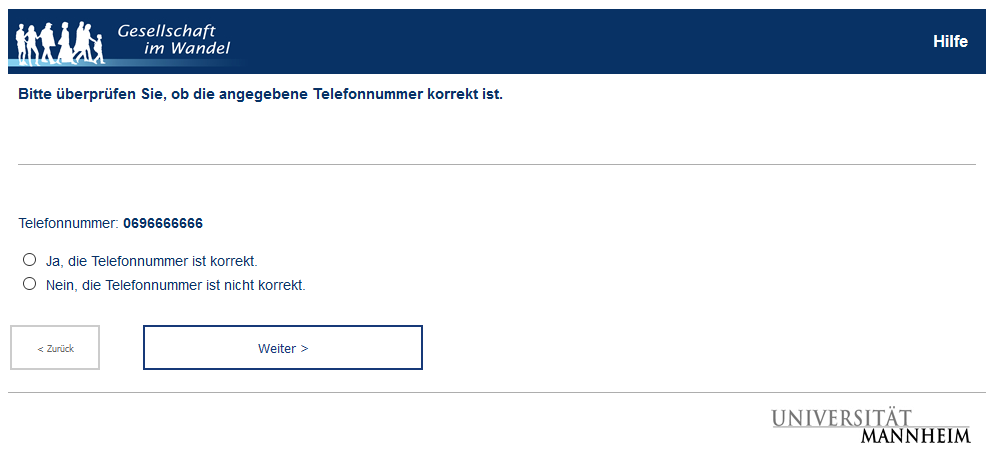 Gesellschaft
im Wandel
Hilfe
Bitte überprüfen Sie, ob die angegebene Telefonnummer korrekt ist.
Telefonnummer: 0696666666
Ja, die Telefonnummer ist korrekt.
Nein, die Telefonnummer ist nicht korrekt.
< Zurück
Weiter >
UNIVERSITÄT
MANNHEIM